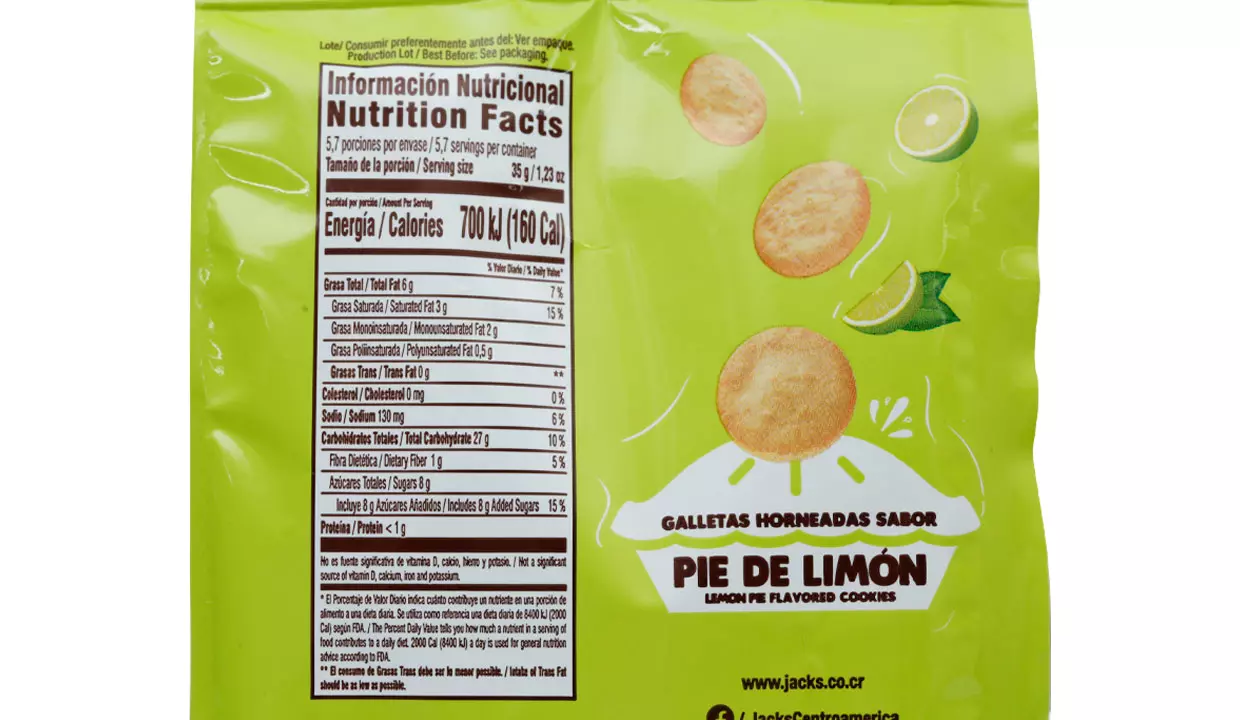 Lote/ Consumir preferentemente antes del: Ver empaque.
Production Lot / Best Before: See packaging.
Información Nutricional
Nutrition Facts
5,7 porciones por envase / 5,7 servings per container
Tamaño de la porción / Serving size 35 g / 1,23 oz
Cantidad por porción / Amount Per Serving
Energía / Calories 700 kJ (160 Cal)
% Valor Diario / % Daily Value*
Grasa Total / Total Fat 6 g 7 %
Grasa Saturada / Saturated Fat 3 g 15 %
Grasa Monoinsaturada / Monounsaturated Fat 2 g
Grasa Poliinsaturada / Polyunsaturated Fat 0,5 g
Grasas Trans / Trans Fat 0 g **
Colesterol / Cholesterol 0 mg 0 %
Sodio / Sodium 130 mg 6 %
Carbohidratos Totales / Total Carbohydrate 27 g 10 %
Fibra Dietética / Dietary Fiber 1 g 5 %
Azúcares Totales / Sugars 8 g
Incluye 8 g Azúcares Añadidos / Includes 8 g Added Sugars 15 %
Proteína / Protein < 1 g
No es fuente significativa de vitamina D, calcio, hierro y potasio. / Not a significant
source of vitamin D, calcium, iron and potassium.
* El Porcentaje de Valor Diario indica cuánto contribuye un nutriente en una porción de
alimento a una dieta diaria. Se utiliza como referencia una dieta diaria de 8400 kJ (2000
Cal) según FDA. / The Percent Daily Value tells you how much a nutrient in a serving of
food contributes to a daily diet. 2000 Cal (8400 kJ) a day is used for general nutrition
advice according to FDA.
** El consumo de Grasas Trans debe ser lo menor posible. / Intake of Trans Fat
should be as low as possible.
GALLETAS HORNEADAS SABOR
PIE DE LIMÓN
LEMON PIE FLAVORED COOKIES
www.jacks.co.cr
/ JacksCentroamerica